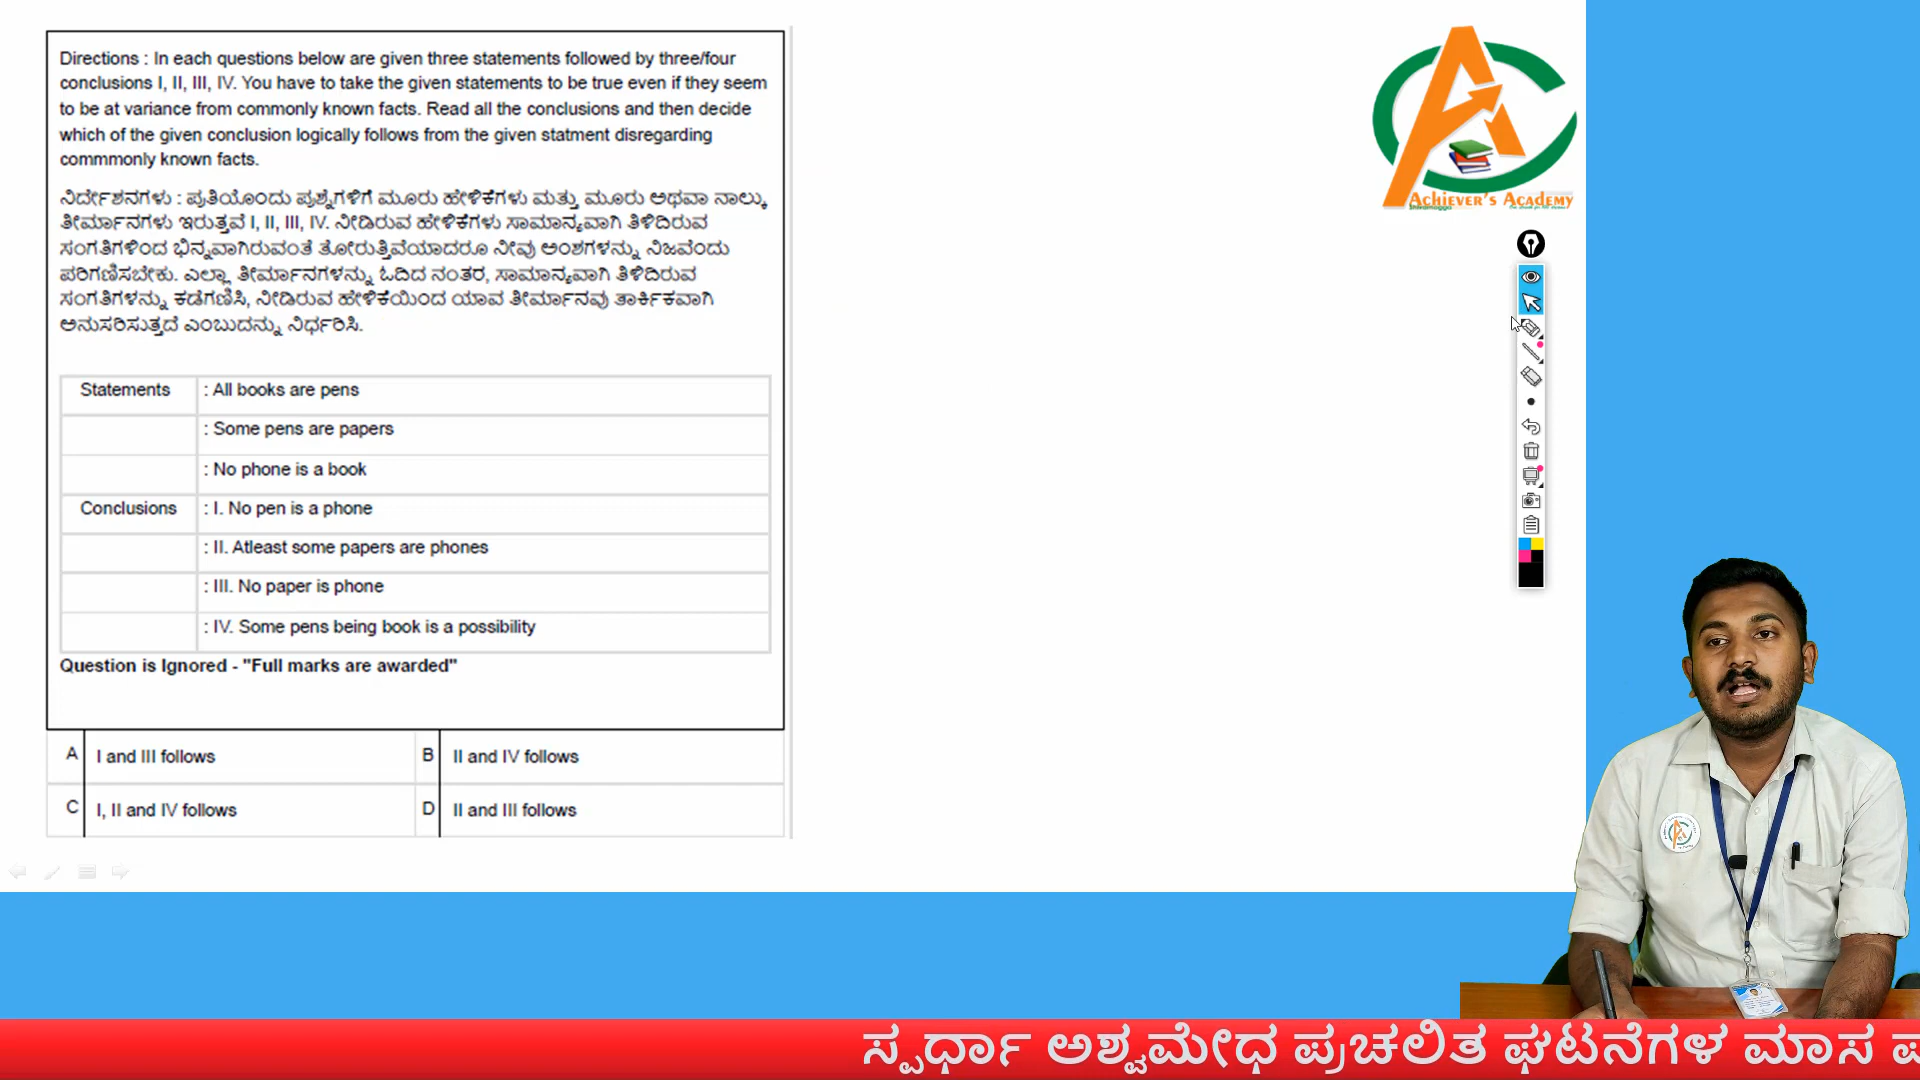 Directions : In each questions below are given three statements followed by three/four
conclusions I, II, III, IV. You have to take the given statements to be true even if they seem
to be at variance from commonly known facts. Read all the conclusions and then decide
which of the given conclusion logically follows from the given statment disregarding
commmonly known facts.
ನಿರ್ದೇಶನಗಳು : ಪ್ರತಿಯೊಂದು ಪ್ರಶ್ನೆಗಳಿಗೆ ಮೂರು ಹೇಳಿಕೆಗಳು ಮತ್ತು ಮೂರು ಅಥವಾ ನಾಲ್ಕು
ತೀರ್ಮಾನಗಳು ಇರುತ್ತವೆ I, II, III, IV. ನೀಡಿರುವ ಹೇಳಿಕೆಗಳು ಸಾಮಾನ್ಯವಾಗಿ ತಿಳಿದಿರುವ
ಸಂಗತಿಗಳಿಂದ ಭಿನ್ನವಾಗಿರುವಂತೆ ತೋರುತ್ತಿವೆಯಾದರೂ ನೀವು ಅಂಶಗಳನ್ನು ನಿಜವೆಂದು
ಪರಿಗಣಿಸಬೇಕು. ಎಲ್ಲಾ ತೀರ್ಮಾನಗಳನ್ನು ಓದಿದ ನಂತರ, ಸಾಮಾನ್ಯವಾಗಿ ತಿಳಿದಿರುವ
ಸಂಗತಿಗಳನ್ನು ಕಡೆಗಣಿಸಿ, ನೀಡಿರುವ ಹೇಳಿಕೆಯಿಂದ ಯಾವ ತೀರ್ಮಾನವು ತಾರ್ಕಿಕವಾಗಿ
ಅನುಸರಿಸುತ್ತದೆ ಎಂಬುದನ್ನು ನಿರ್ಧರಿಸಿ.
Statements : All books are pens
: Some pens are papers
: No phone is a book
Conclusions : I. No pen is a phone
: II. Atleast some papers are phones
: III. No paper is phone
: IV. Some pens being book is a possibility
Question is Ignored - "Full marks are awarded"
A I and III follows B II and IV follows
C I, II and IV follows D II and III follows
Achiever's Academy
Shivamogga
ಸ್ಪರ್ಧಾ ಅಶ್ವಮೇಧ ಪ್ರಚಲಿತ ಘಟನೆಗಳ ಮಾಸ